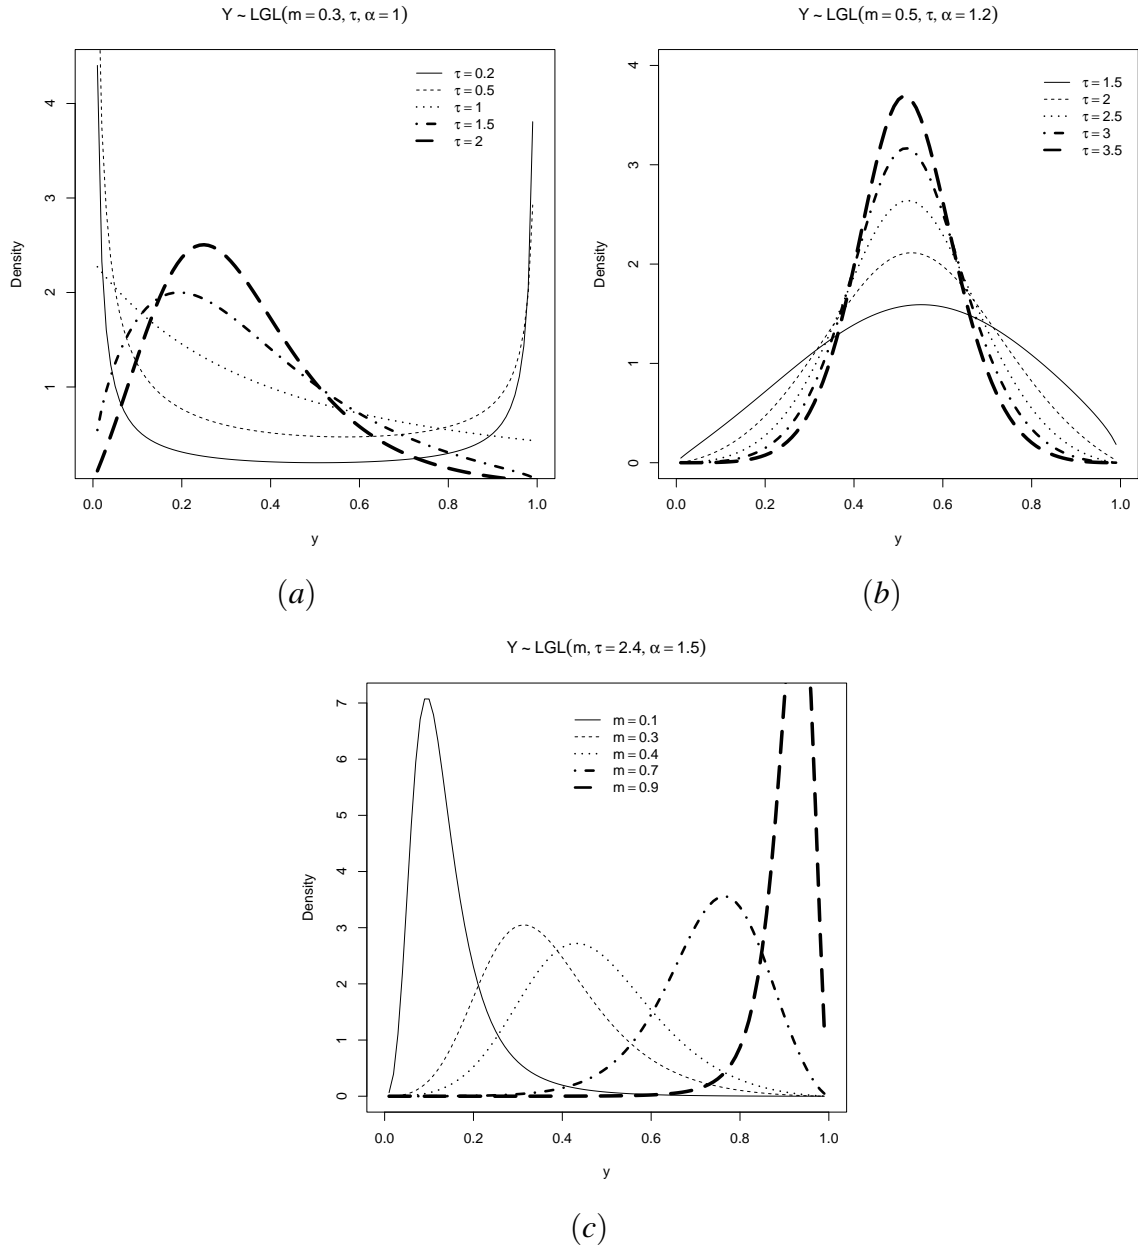 Y ~ LGL(m = 0.3, τ, α = 1)
τ = 0.2
τ = 0.5
τ = 1
τ = 1.5
τ = 2
Density
4
3
2
1
0.0 0.2 0.4 0.6 0.8 1.0
y
(a)
Y ~ LGL(m = 0.5, τ, α = 1.2)
τ = 1.5
τ = 2
τ = 2.5
τ = 3
τ = 3.5
Density
4
3
2
1
0
0.0 0.2 0.4 0.6 0.8 1.0
y
(b)
Y ~ LGL(m, τ = 2.4, α = 1.5)
m = 0.1
m = 0.3
m = 0.4
m = 0.7
m = 0.9
Density
7
6
5
4
3
2
1
0
0.0 0.2 0.4 0.6 0.8 1.0
y
(c)